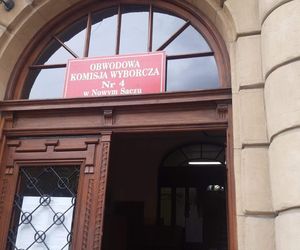 OBWODOWA
KOMISJA WYBORCZA
Nr 4
w Nowym Sączu